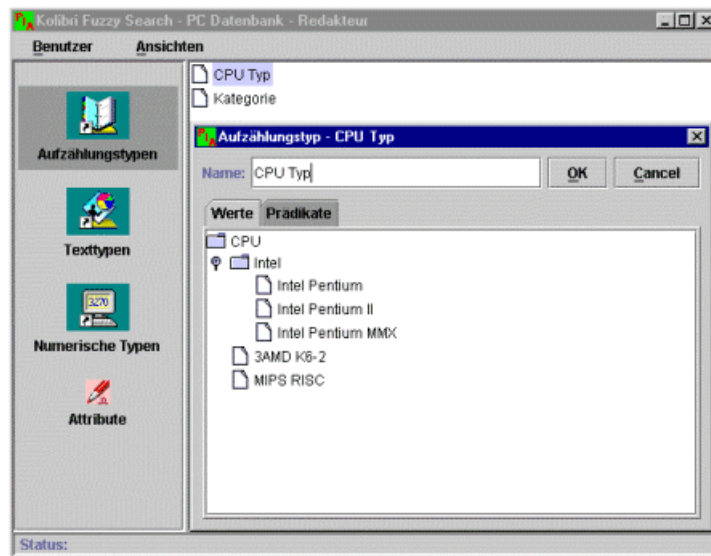 Kolibri Fuzzy Search - PC Datenbank - Redakteur
Benutzer Ansichten
Aufzählungstypen
Texttypen
3270
Numerische Typen
Attribute
CPU Typ
Kategorie
Aufzählungstyp - CPU Typ
Name: CPU Typ OK Cancel
Werte Prädikate
CPU
Intel
Intel Pentium
Intel Pentium II
Intel Pentium MMX
3AMD K6-2
MIPS RISC
Status: